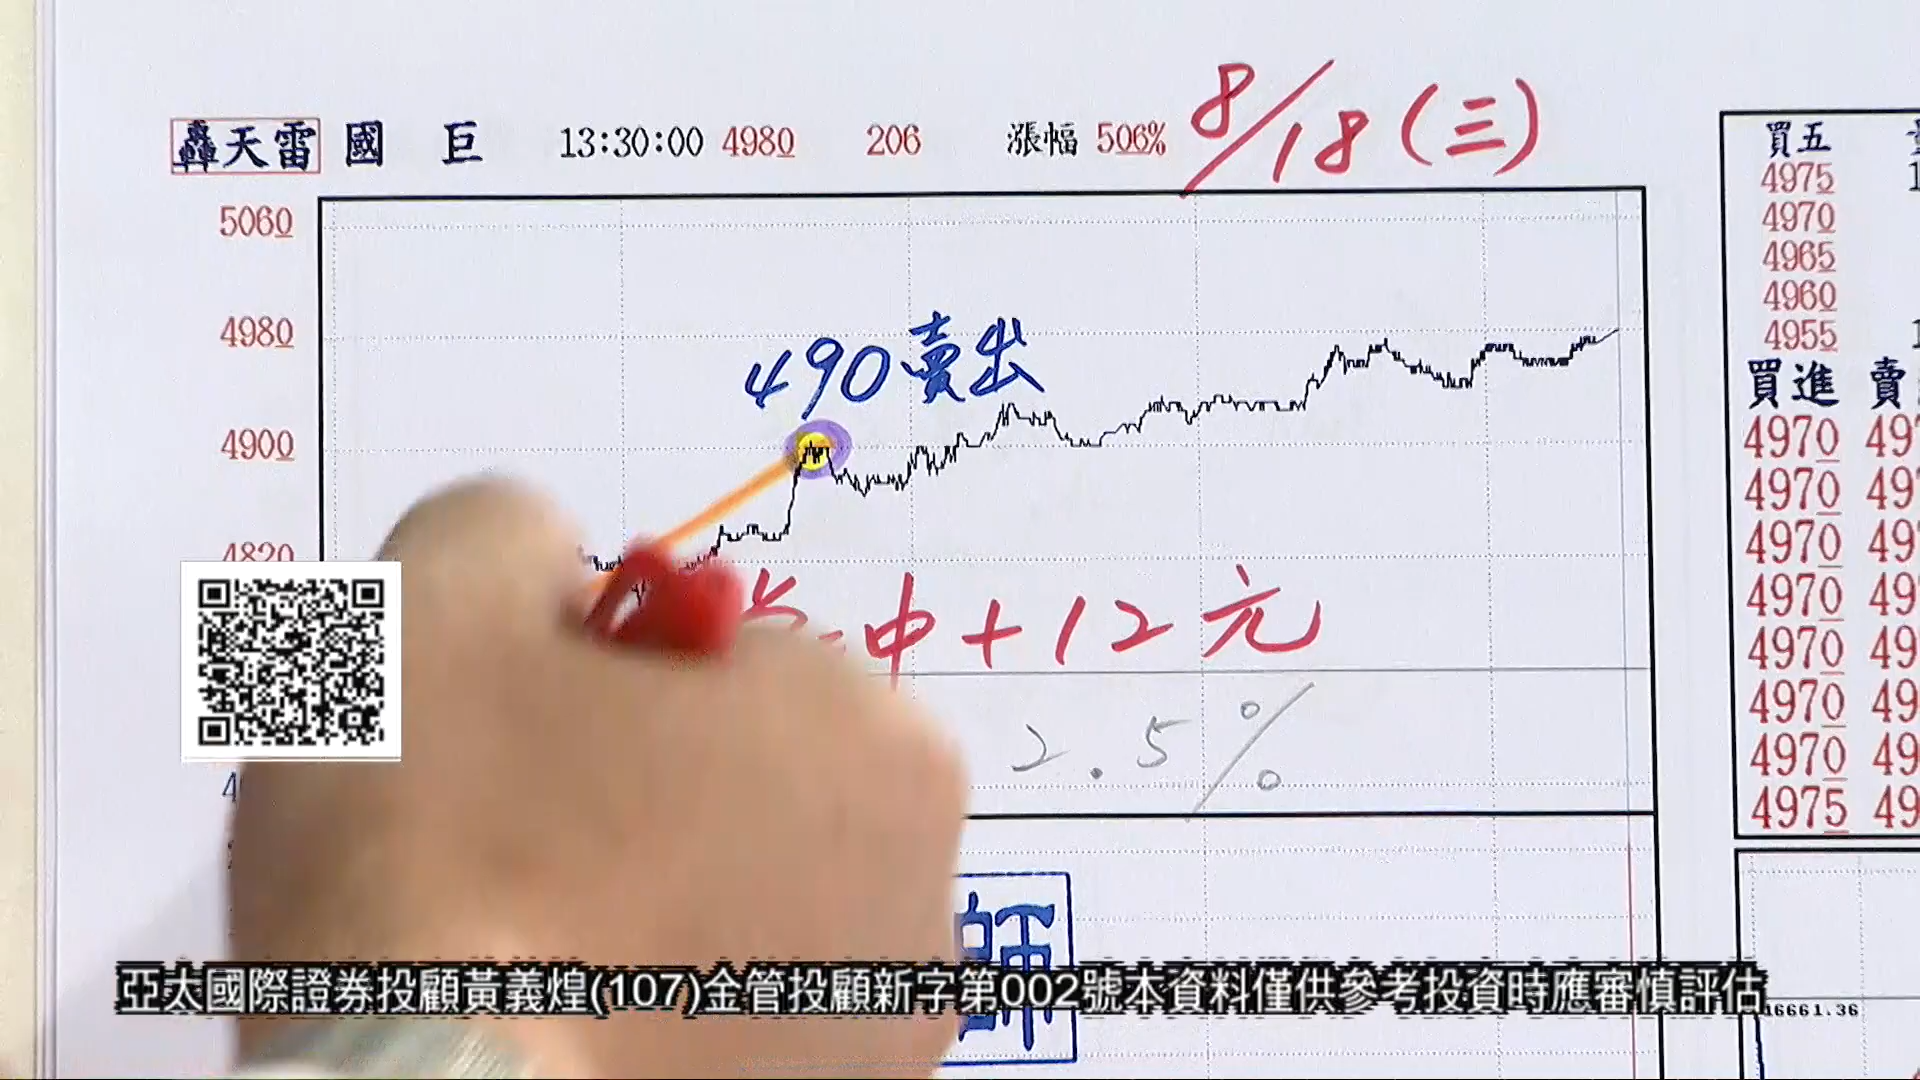 轟天雷 國 巨 13:30:00 4980 206 漲幅 506% 8/18(三)
5060
4980
4900
4820
490賣出
中+12元
2.5%
買五
4975
4970
4965
4960
4955
買進 賣
4970
4970
4970
4970
4970
4970
4970
4975
師
亞太國際證券投顧黃義煌(107)金管投顧新字第002號本資料僅供參考投資時應審慎評估
16661.36